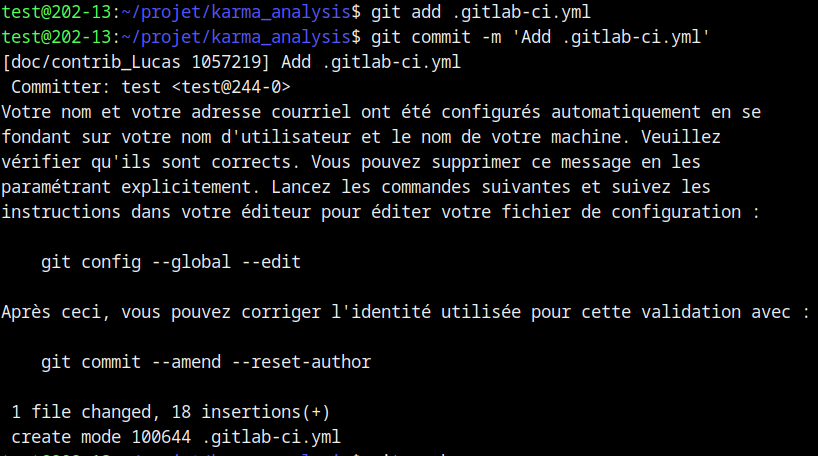 test@202-13:~/projet/karma_analysis$ git add .gitlab-ci.yml
test@202-13:~/projet/karma_analysis$ git commit -m 'Add .gitlab-ci.yml'
[doc/contrib_Lucas 1057219] Add .gitlab-ci.yml
 Committer: test <test@244-0>
Votre nom et votre adresse courriel ont été configurés automatiquement en se
fondant sur votre nom d'utilisateur et le nom de votre machine. Veuillez
vérifier qu'ils sont corrects. Vous pouvez supprimer ce message en les
paramétrant explicitement. Lancez les commandes suivantes et suivez les
instructions dans votre éditeur pour éditer votre fichier de configuration :

    git config --global --edit

Après ceci, vous pouvez corriger l'identité utilisée pour cette validation avec :

    git commit --amend --reset-author

 1 file changed, 18 insertions(+)
 create mode 100644 .gitlab-ci.yml